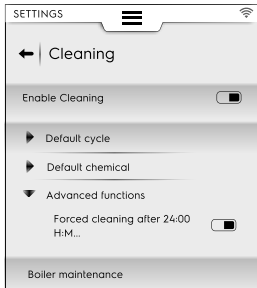 SETTINGS
Cleaning
Enable Cleaning
Default cycle
Default chemical
Advanced functions
Forced cleaning after 24:00
H:M...
Boiler maintenance